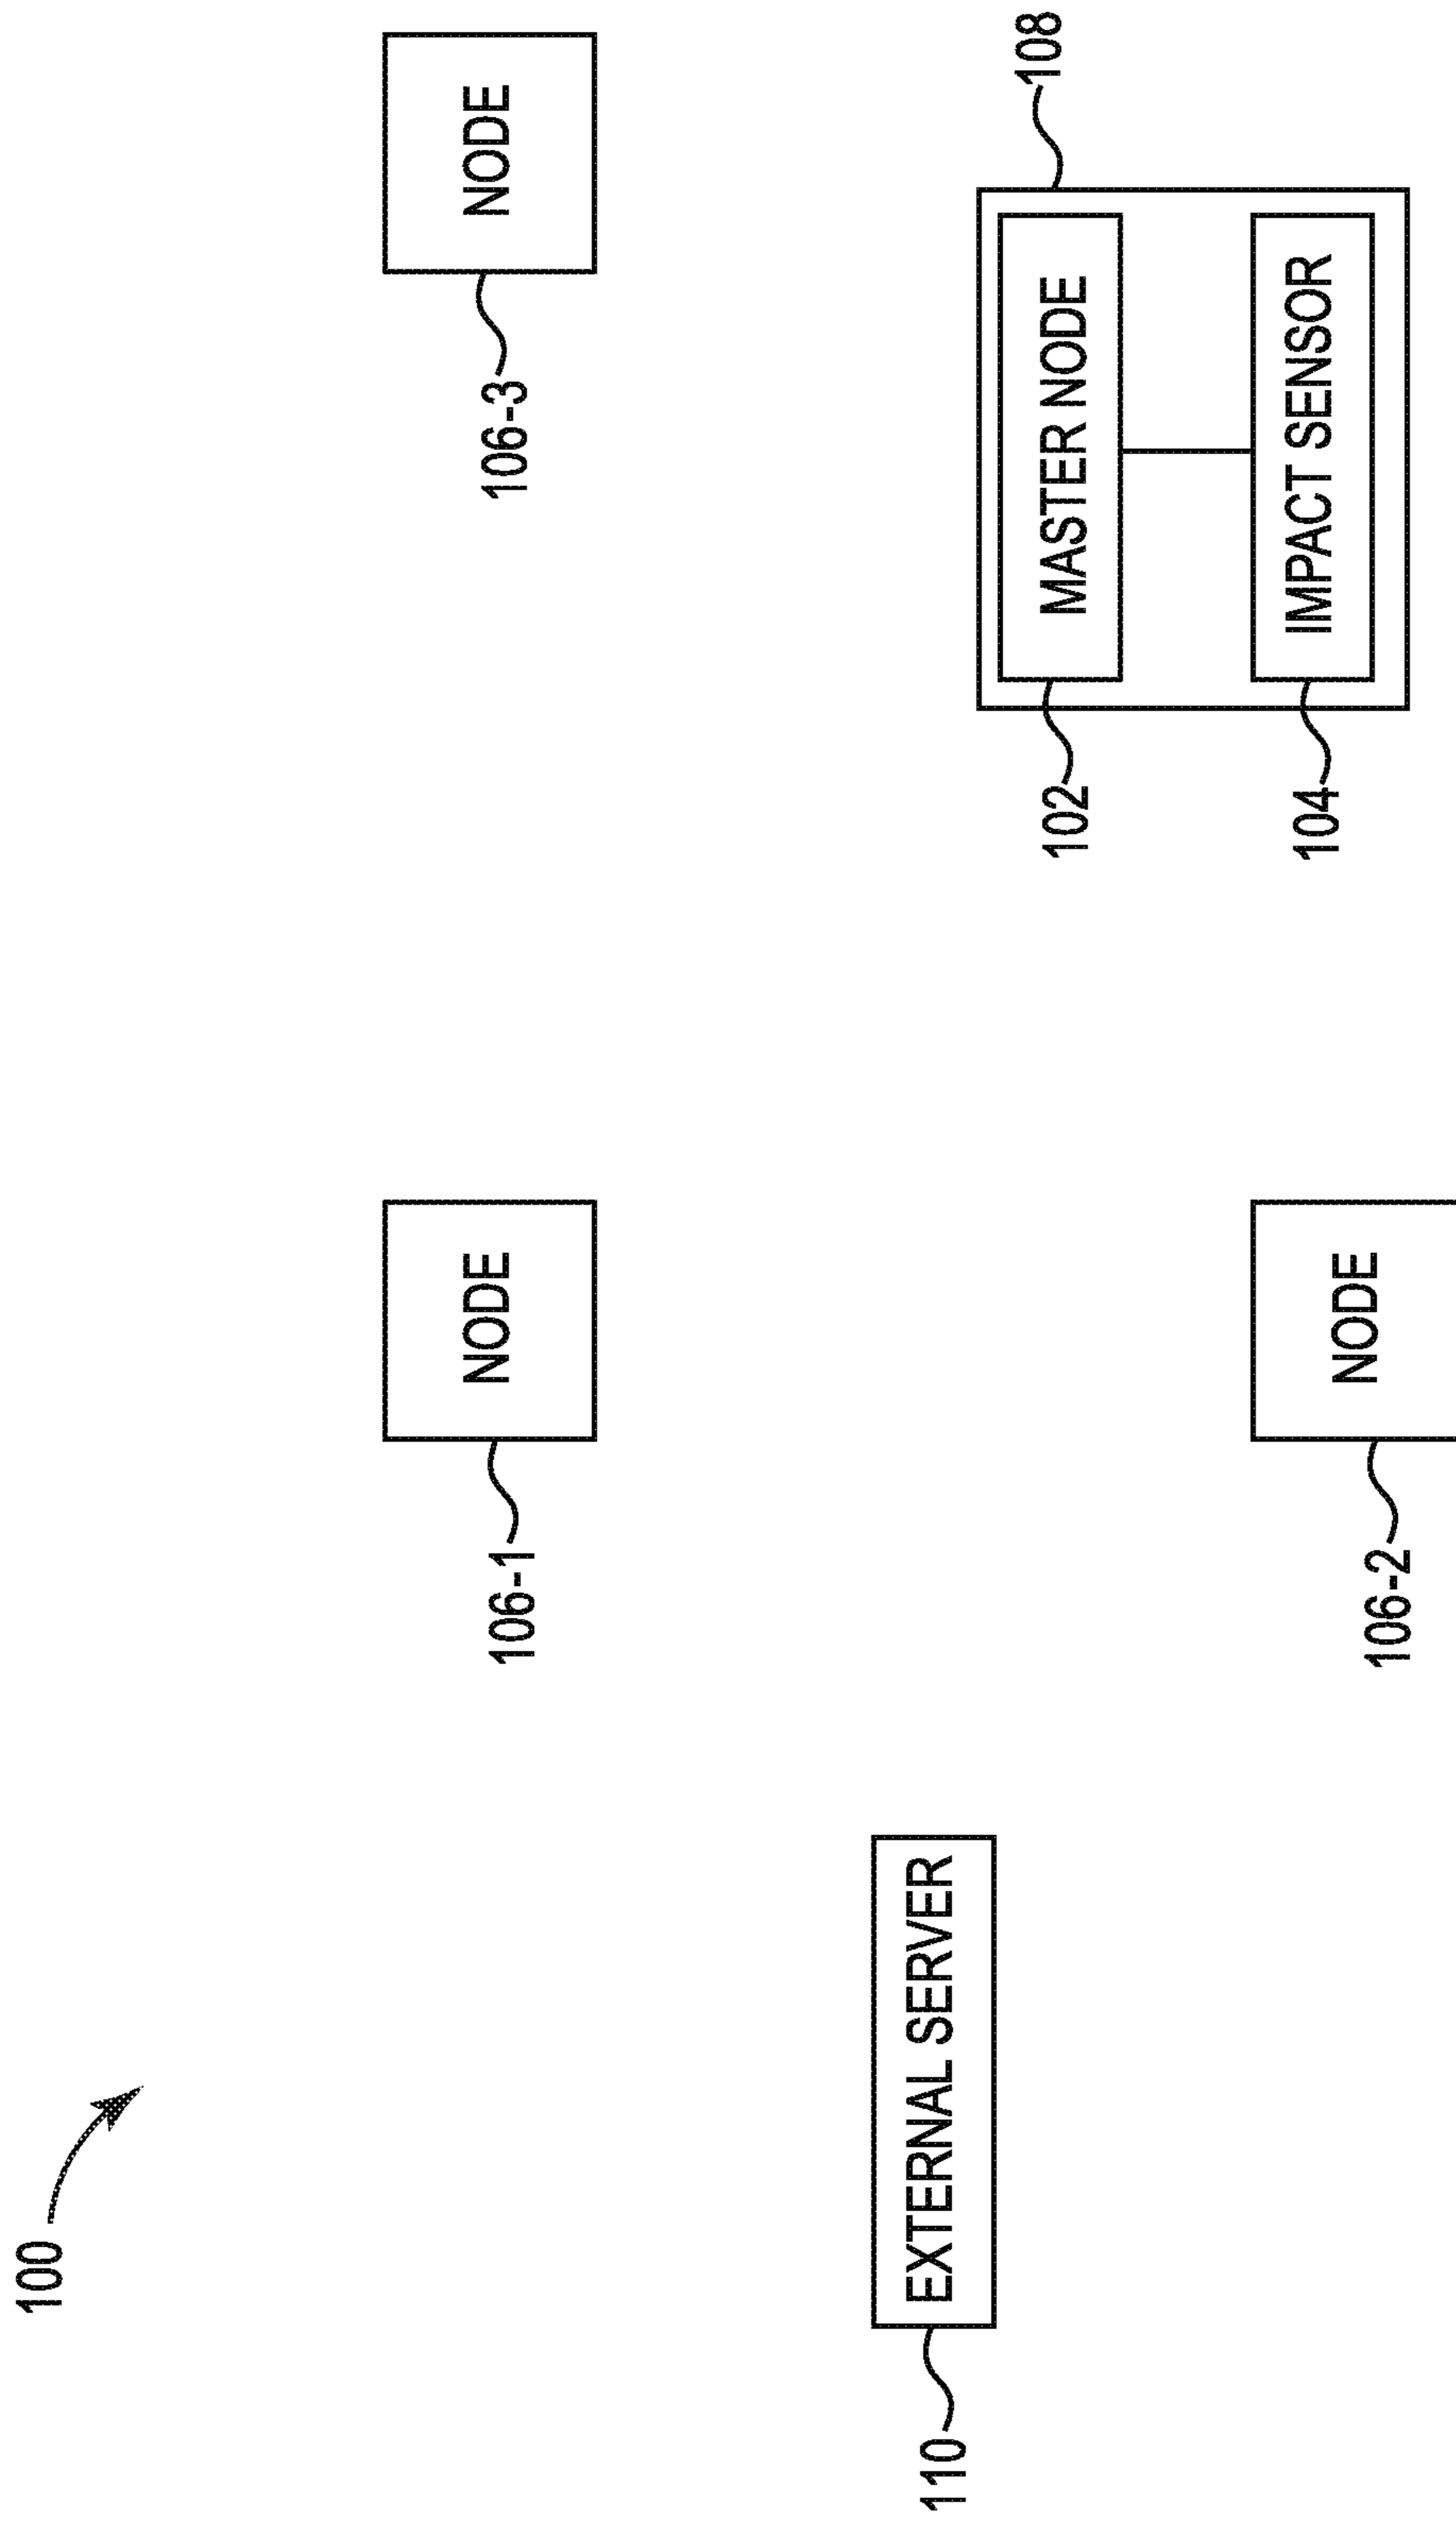 100
106-1
NODE
106-3
NODE
110
EXTERNAL SERVER
108
102
MASTER NODE
104
IMPACT SENSOR
106-2
NODE